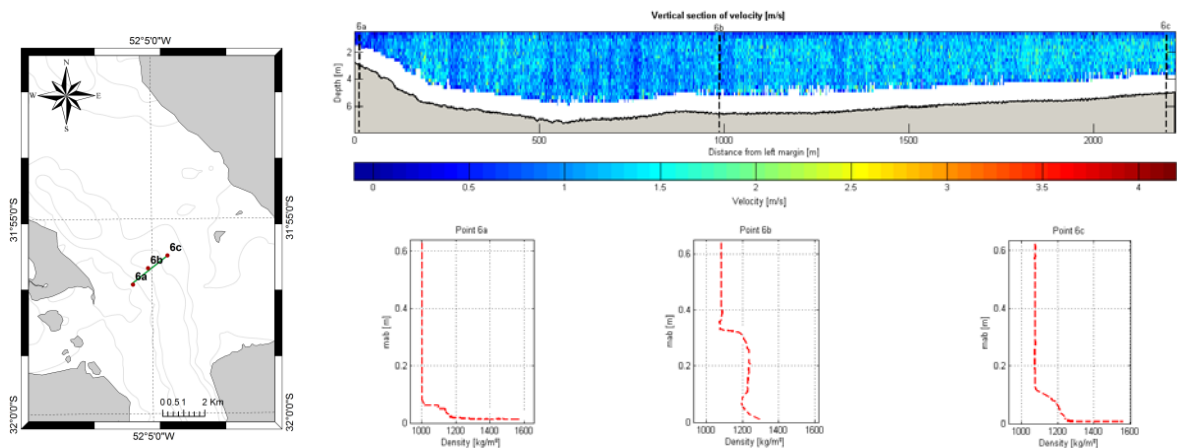 52°5'0"W
N
W E
S
31°55'0"S
31°55'0"S
6c
6b
6a
0 0.5 1 2 Km
32°0'0"S
32°0'0"S
52°5'0"W
Vertical section of velocity [m/s]
6a 6b 6c
2
4
6
Depth [m]
0 500 1000 1500 2000
Distance from left margin [m]
0 0.5 1 1.5 2 2.5 3 3.5 4
Velocity [m/s]
Point 6a
0.6
0.4
0.2
0
mab [m]
1000 1200 1400 1600
Density [kg/m³]
Point 6b
0.6
0.4
0.2
0
mab [m]
1000 1200 1400 1600
Density [kg/m³]
Point 6c
0.6
0.4
0.2
0
mab [m]
1000 1200 1400 1600
Density [kg/m³]